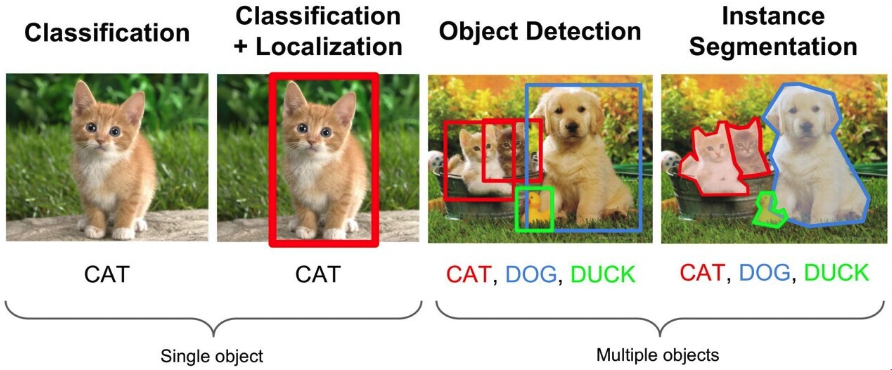 Classification
Classification
+ Localization
Object Detection
Instance
Segmentation
CAT
CAT
CAT, DOG, DUCK
CAT, DOG, DUCK
Single object
Multiple objects